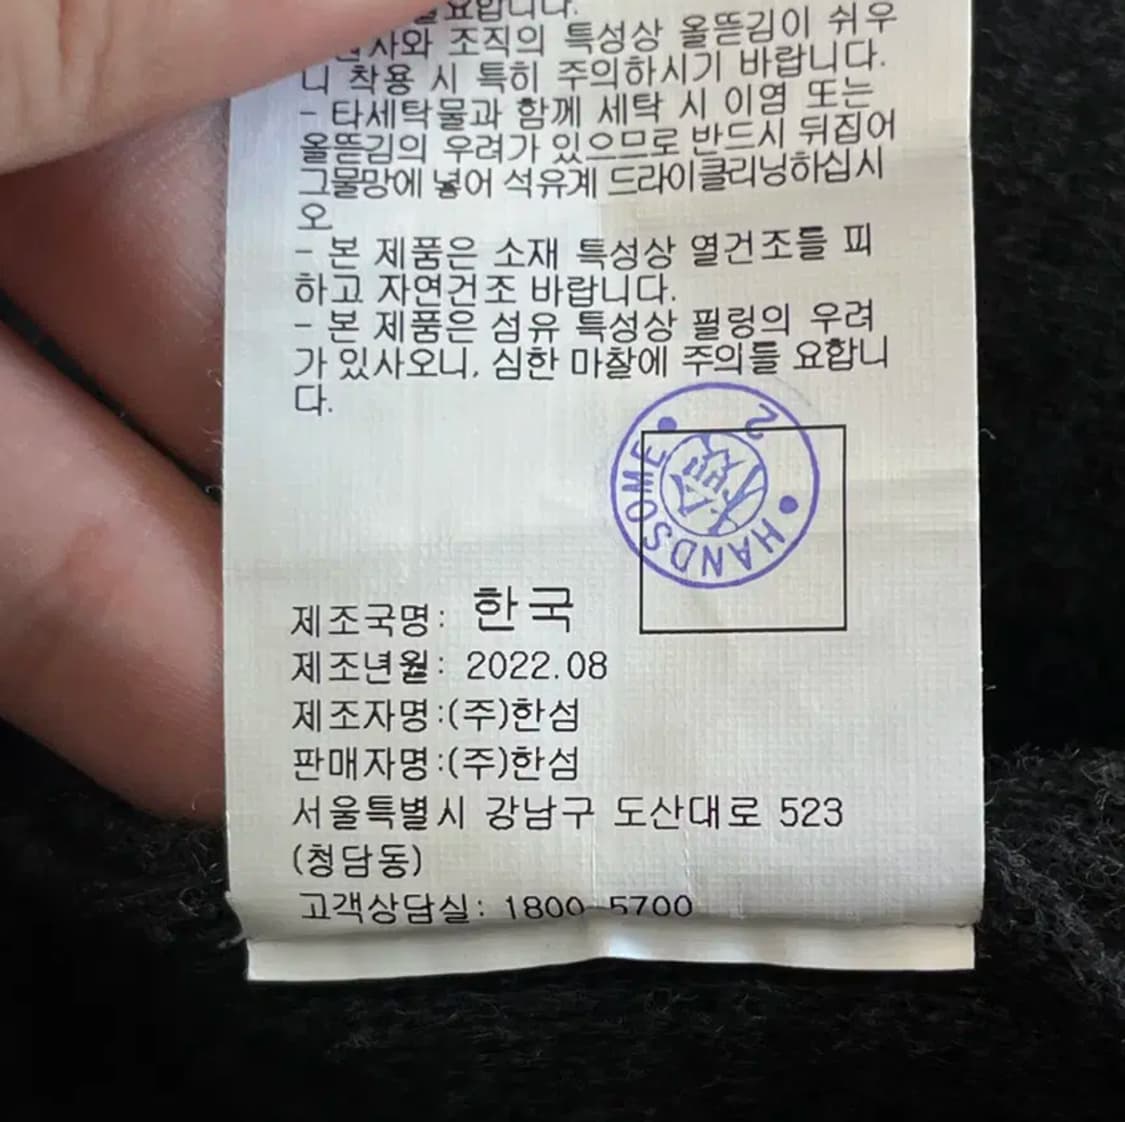 필요합니다.
원사와 조직의 특성상 올뜯김이 쉬우
니 착용 시 특히 주의하시기 바랍니다.
- 타세탁물과 함께 세탁 시 이염 또는
올뜯김의 우려가 있으므로 반드시 뒤집어
그물망에 넣어 석유계 드라이클리닝하십시
오
- 본 제품은 소재 특성상 열건조를 피
하고 자연건조 바랍니다.
- 본 제품은 섬유 특성상 필링의 우려
가 있사오니, 심한 마찰에 주의를 요합니
다.
HANDSOME
2
제조국명: 한국
제조년월: 2022.08
제조자명:(주)한섬
판매자명:(주)한섬
서울특별시 강남구 도산대로 523
(청담동)
고객상담실: 1800-5700